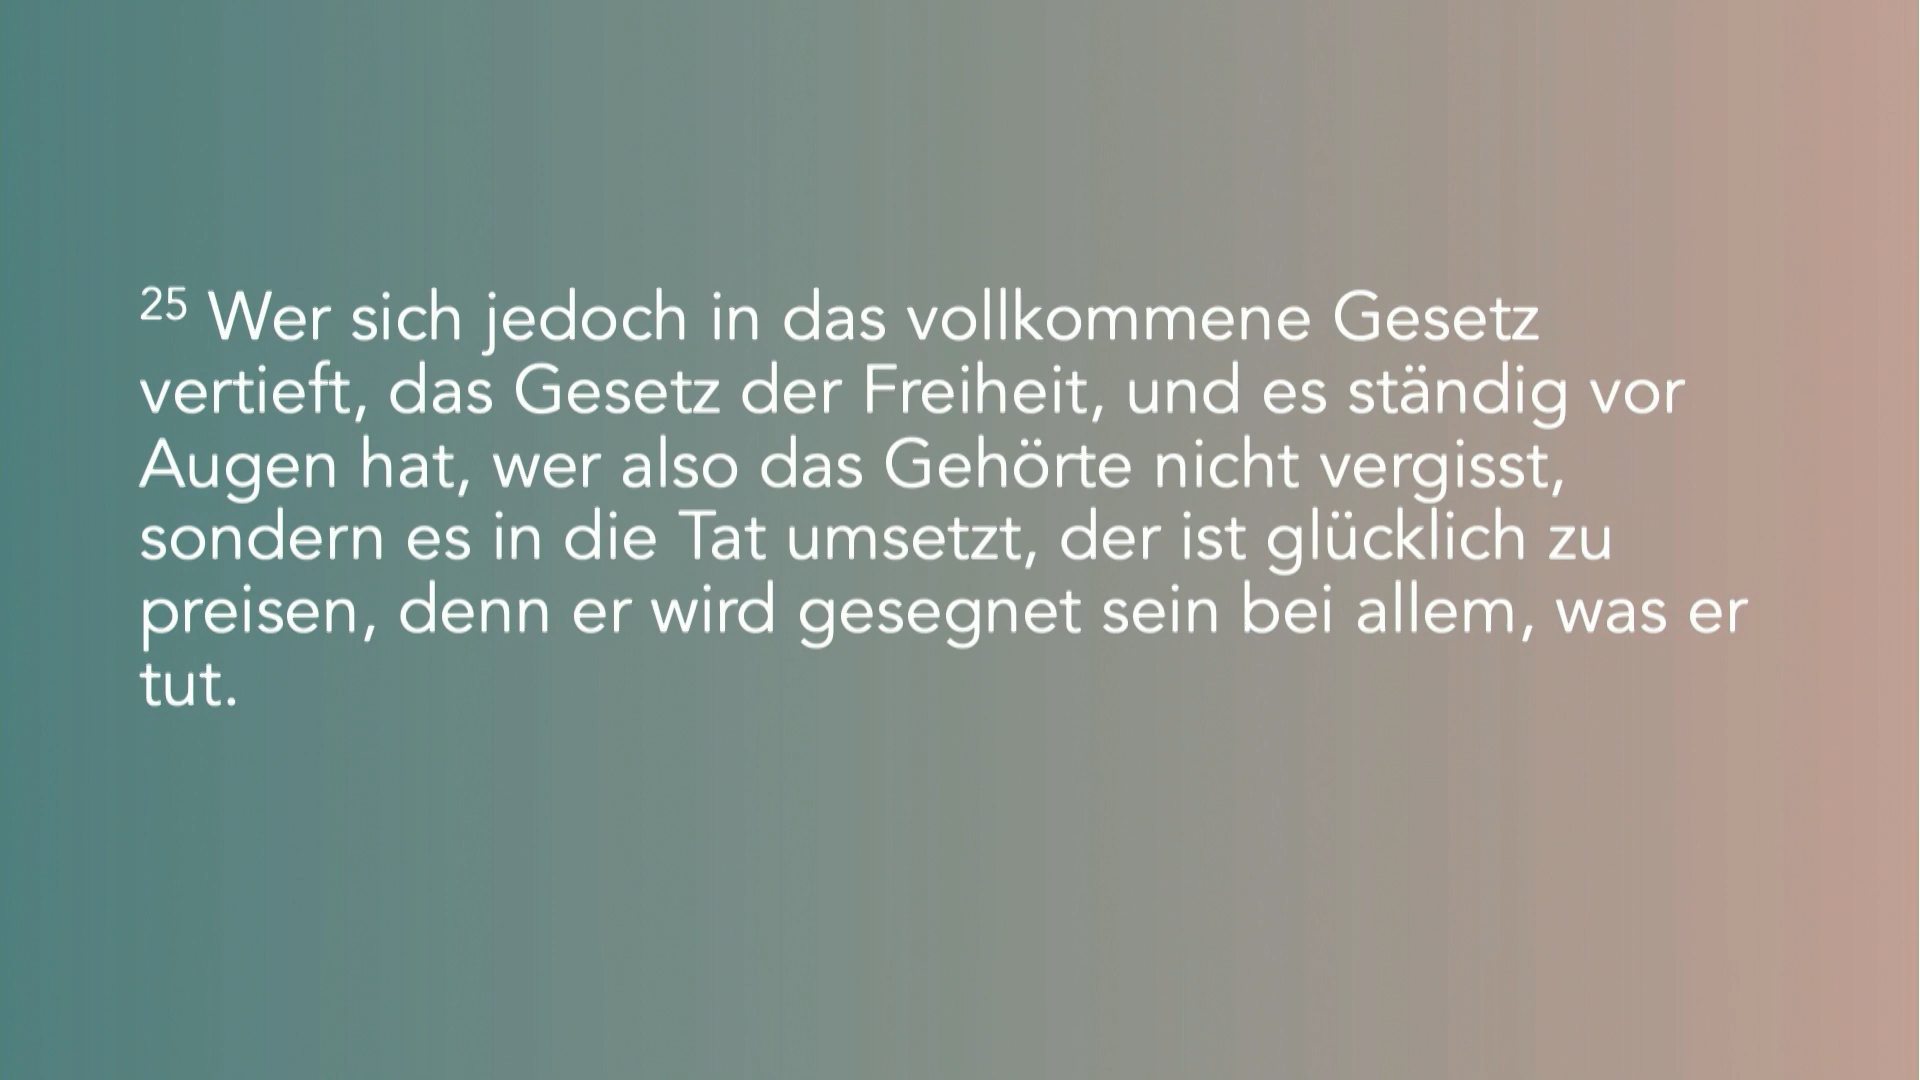 25 Wer sich jedoch in das vollkommene Gesetz
vertieft, das Gesetz der Freiheit, und es ständig vor
Augen hat, wer also das Gehörte nicht vergisst,
sondern es in die Tat umsetzt, der ist glücklich zu
preisen, denn er wird gesegnet sein bei allem, was er
tut.